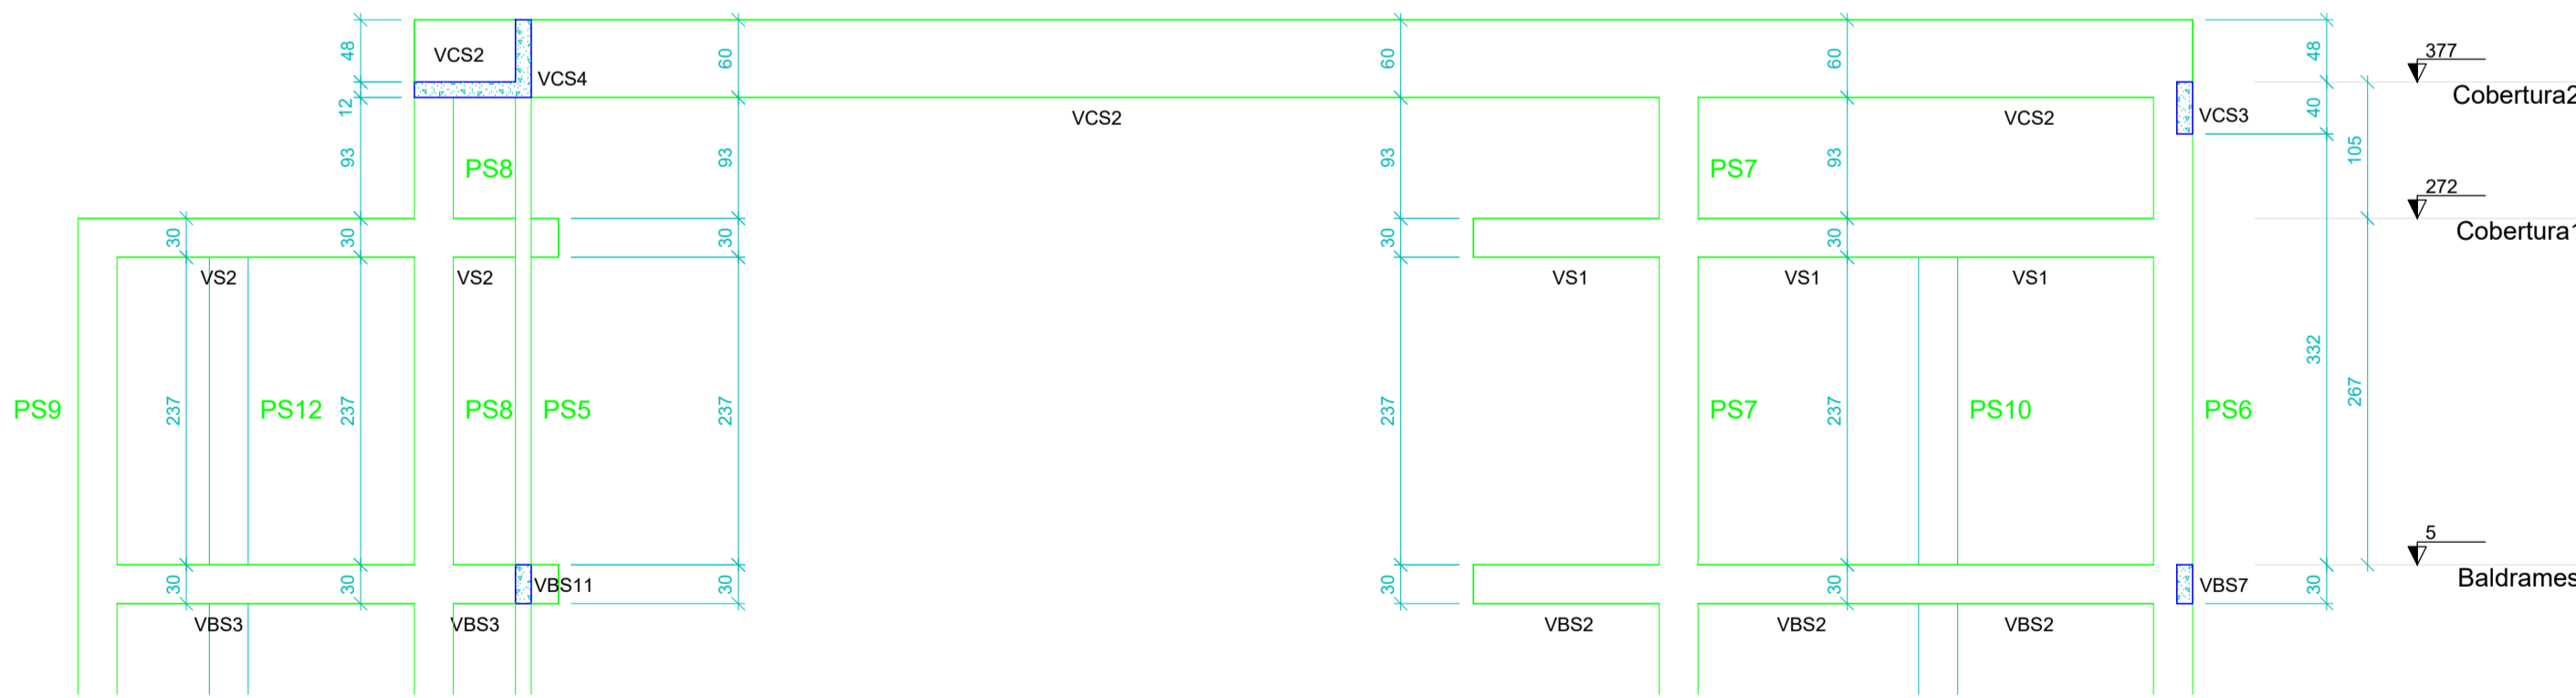 48
VCS2
VCS4
12
93
60
93
VCS2
60
93
60
93
VCS2
VCS3
48
40
105
377
Cobertura2
PS8
PS7
272
Cobertura1
30
30
30
30
30
VS2
VS2
VS1
VS1
VS1
332
267
PS9
237
PS12
237
PS8
PS5
237
237
PS7
237
PS10
PS6
5
Baldrames
30
30
VBS11
30
30
30
VBS7
30
VBS3
VBS3
VBS2
VBS2
VBS2